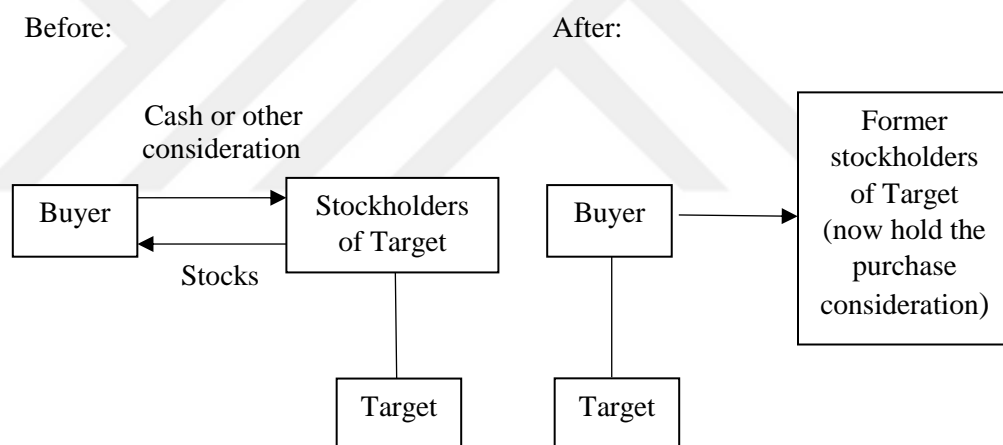 Before:
After:
Cash or other
consideration
Buyer
Stockholders
of Target
Stocks
Target
Buyer
Former
stockholders
of Target
(now hold the
purchase
consideration)
Target